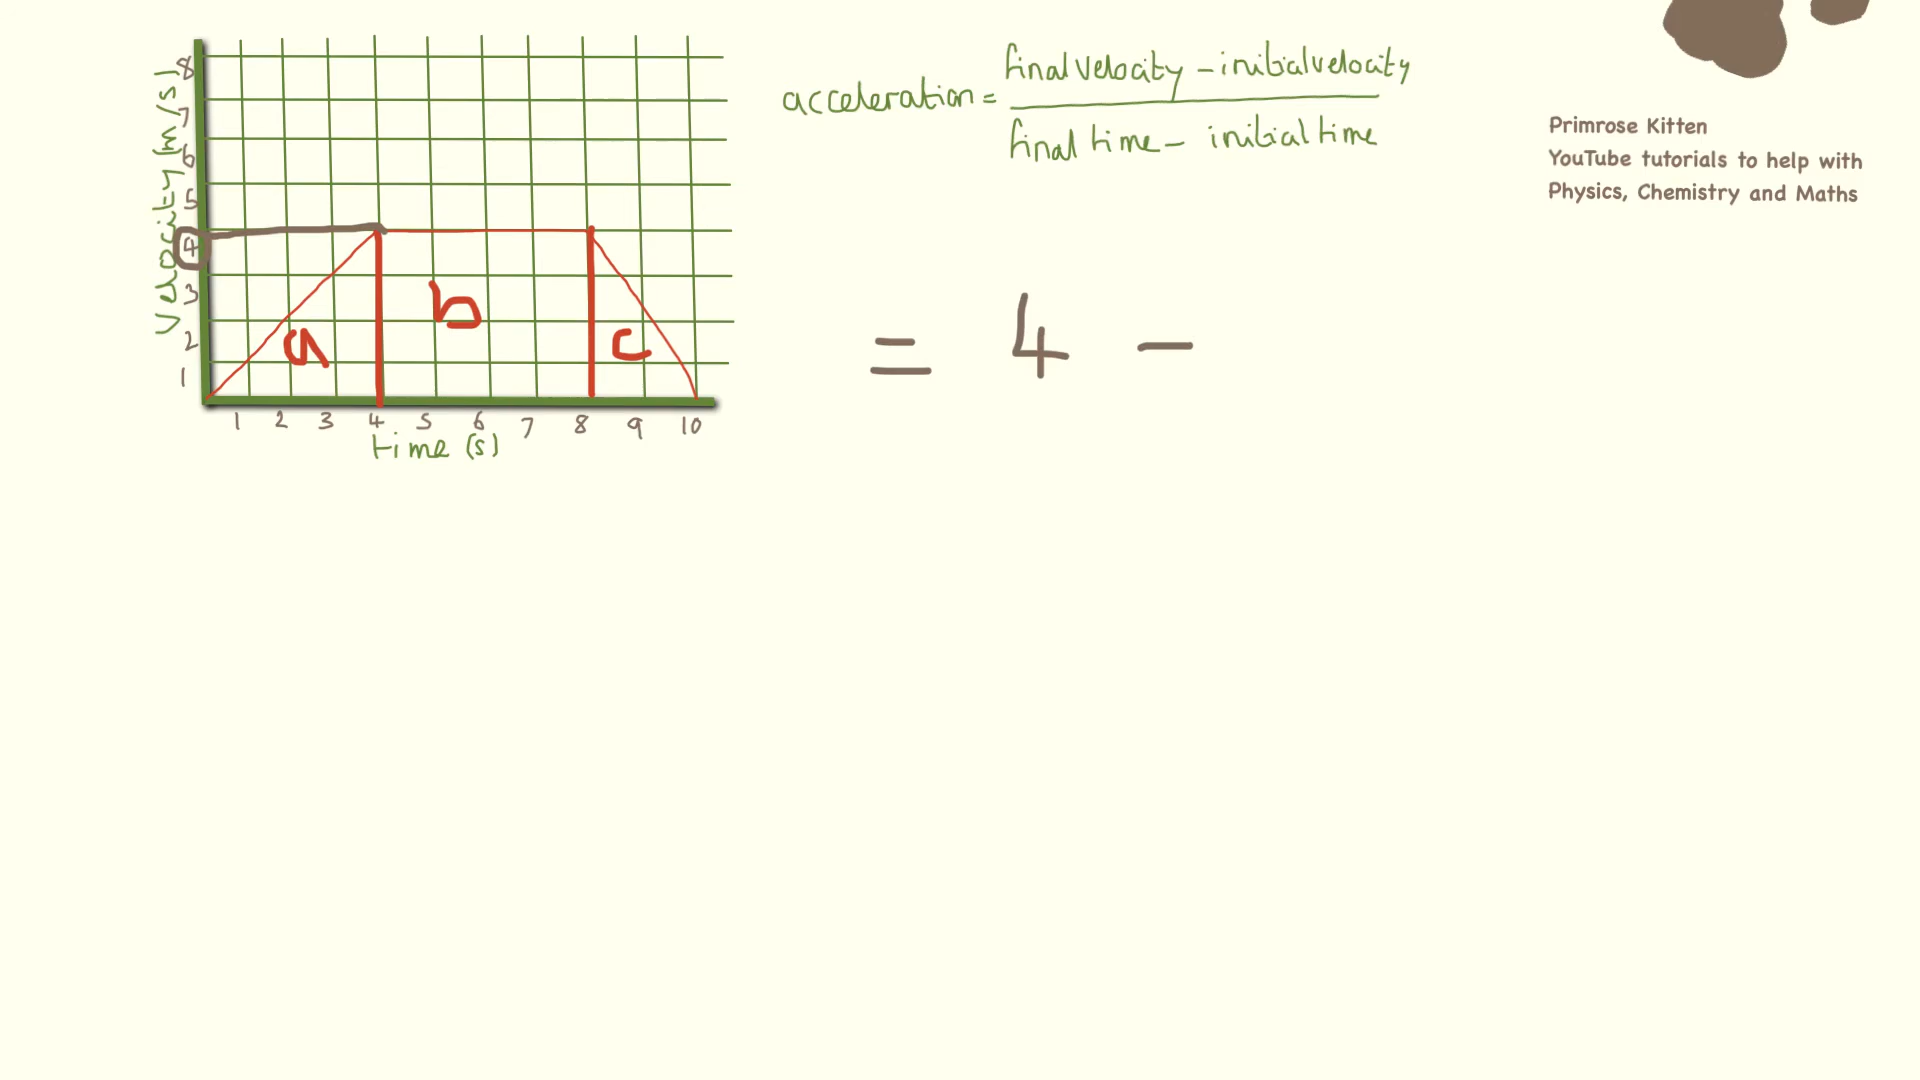 8
7
6
5
4
3
2
1
Velocity (m/s)
a
b
c
1 2 3 4 5 6 7 8 9 10
time (s)
acceleration = final velocity - initial velocity
final time - initial time
= 4 -
Primrose Kitten
YouTube tutorials to help with
Physics, Chemistry and Maths